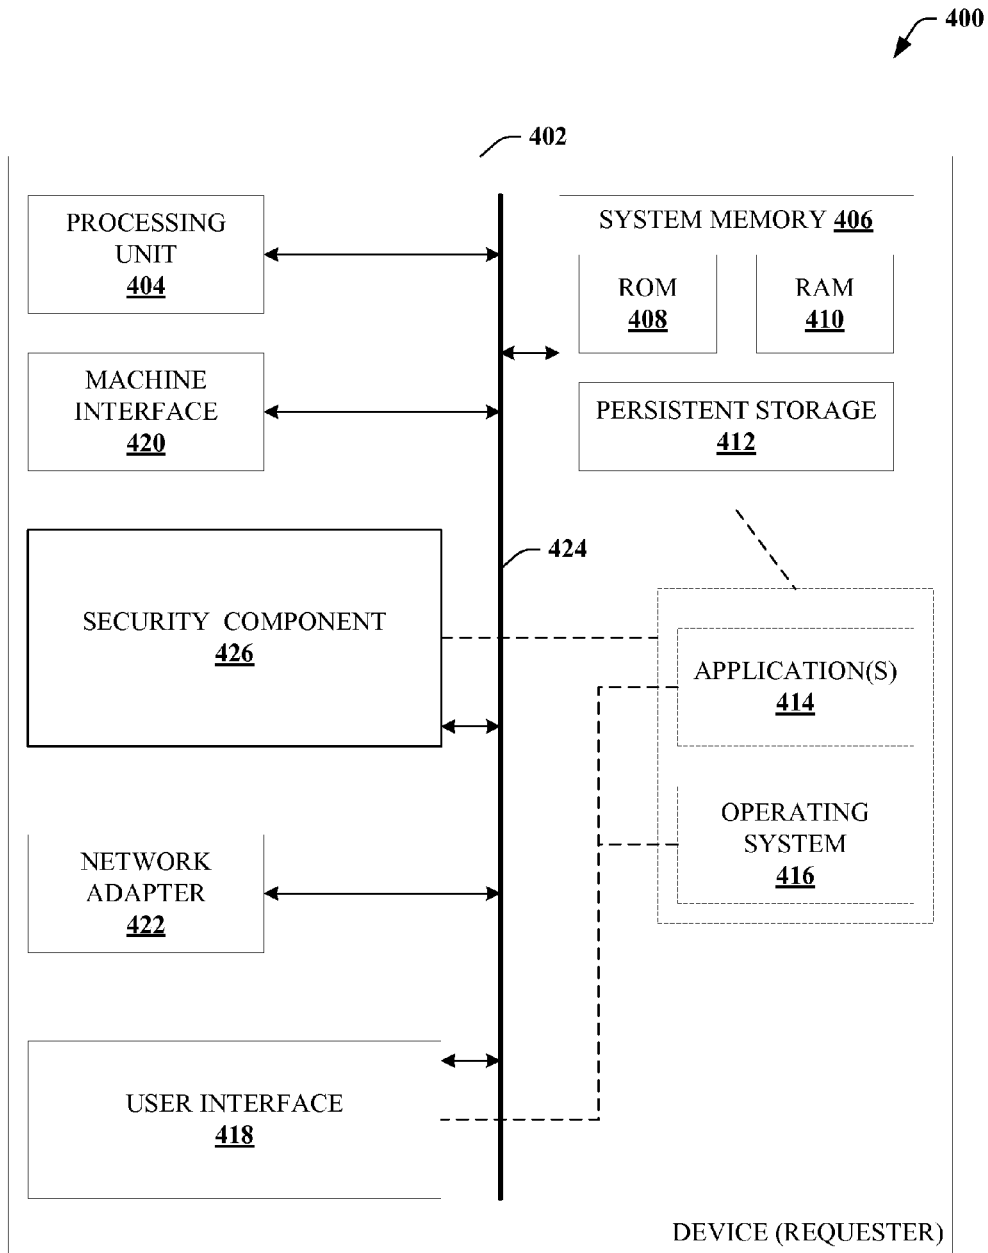 400
402
PROCESSING
UNIT
404
SYSTEM MEMORY 406
ROM
408
RAM
410
MACHINE
INTERFACE
420
PERSISTENT STORAGE
412
424
SECURITY COMPONENT
426
APPLICATION(S)
414
OPERATING
SYSTEM
416
NETWORK
ADAPTER
422
USER INTERFACE
418
DEVICE (REQUESTER)